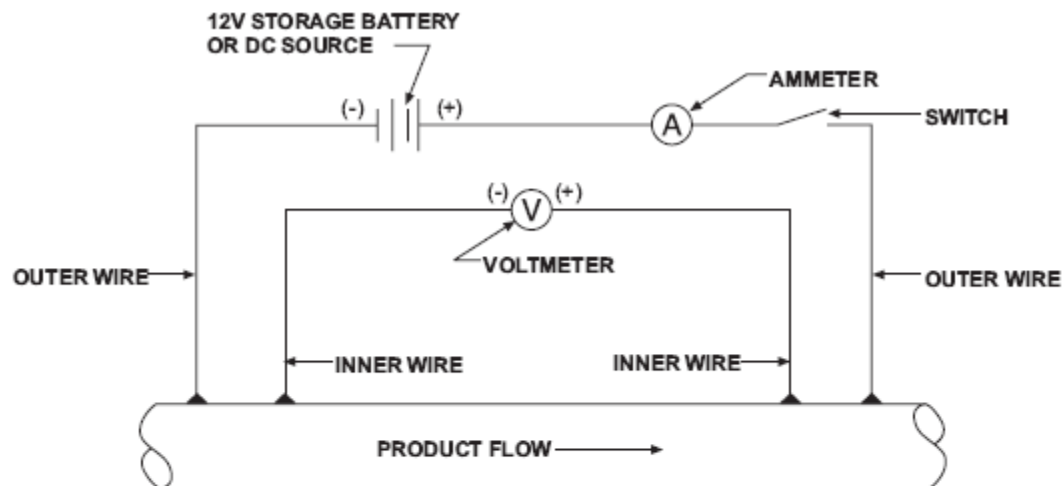 12V STORAGE BATTERY
OR DC SOURCE
AMMETER
(-)
(+)
A
SWITCH
(-)
(+)
V
VOLTMETER
OUTER WIRE
OUTER WIRE
INNER WIRE
INNER WIRE
PRODUCT FLOW